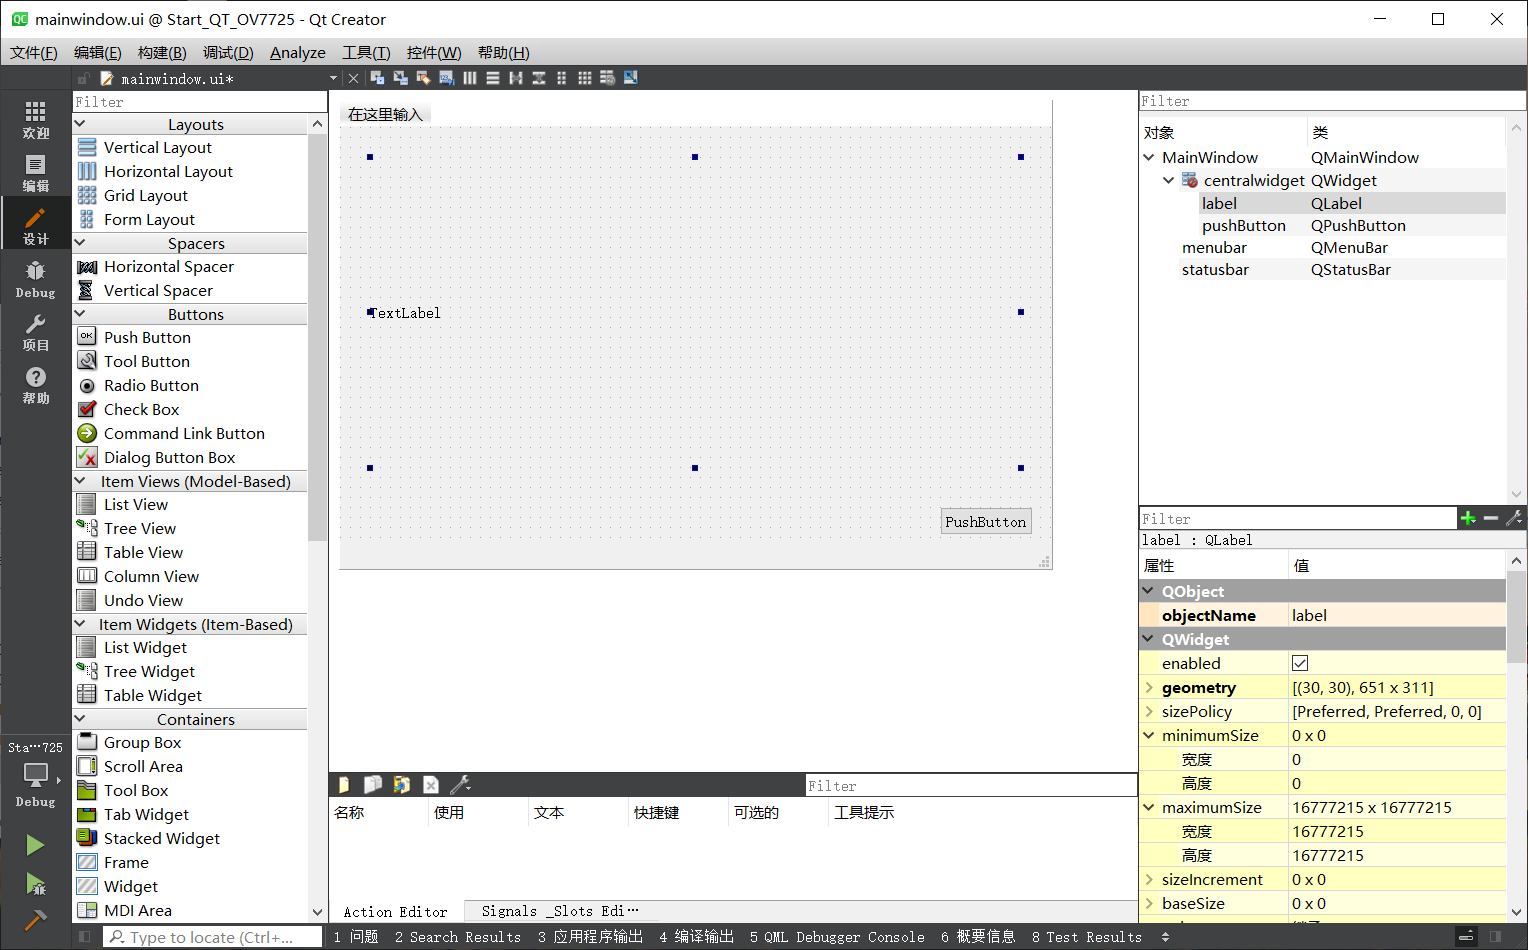 mainwindow.ui @ Start_QT_OV7725 - Qt Creator
文件(F) 编辑(E) 构建(B) 调试(D) Analyze 工具(T) 控件(W) 帮助(H)
mainwindow.ui*
欢迎
编辑
设计
Debug
项目
帮助
Sta…725
Debug
Filter
Layouts
Vertical Layout
Horizontal Layout
Grid Layout
Form Layout
Spacers
Horizontal Spacer
Vertical Spacer
Buttons
Push Button
Tool Button
Radio Button
Check Box
Command Link Button
Dialog Button Box
Item Views (Model-Based)
List View
Tree View
Table View
Column View
Undo View
Item Widgets (Item-Based)
List Widget
Tree Widget
Table Widget
Containers
Group Box
Scroll Area
Tool Box
Tab Widget
Stacked Widget
Frame
Widget
MDI Area
在这里输入
TextLabel
PushButton
Filter
名称 使用 文本 快捷键 可选的 工具提示
Action Editor Signals _Slots Edi…
Filter
对象 类
MainWindow QMainWindow
centralwidget QWidget
label QLabel
pushButton QPushButton
menubar QMenuBar
statusbar QStatusBar
Filter
label : QLabel
属性 值
QObject
objectName label
QWidget
enabled
geometry [(30, 30), 651 x 311]
sizePolicy [Preferred, Preferred, 0, 0]
minimumSize 0 x 0
宽度 0
高度 0
maximumSize 16777215 x 16777215
宽度 16777215
高度 16777215
sizeIncrement 0 x 0
baseSize 0 x 0
Type to locate (Ctrl+...
1 问题 2 Search Results 3 应用程序输出 4 编译输出 5 QML Debugger Console 6 概要信息 8 Test Results